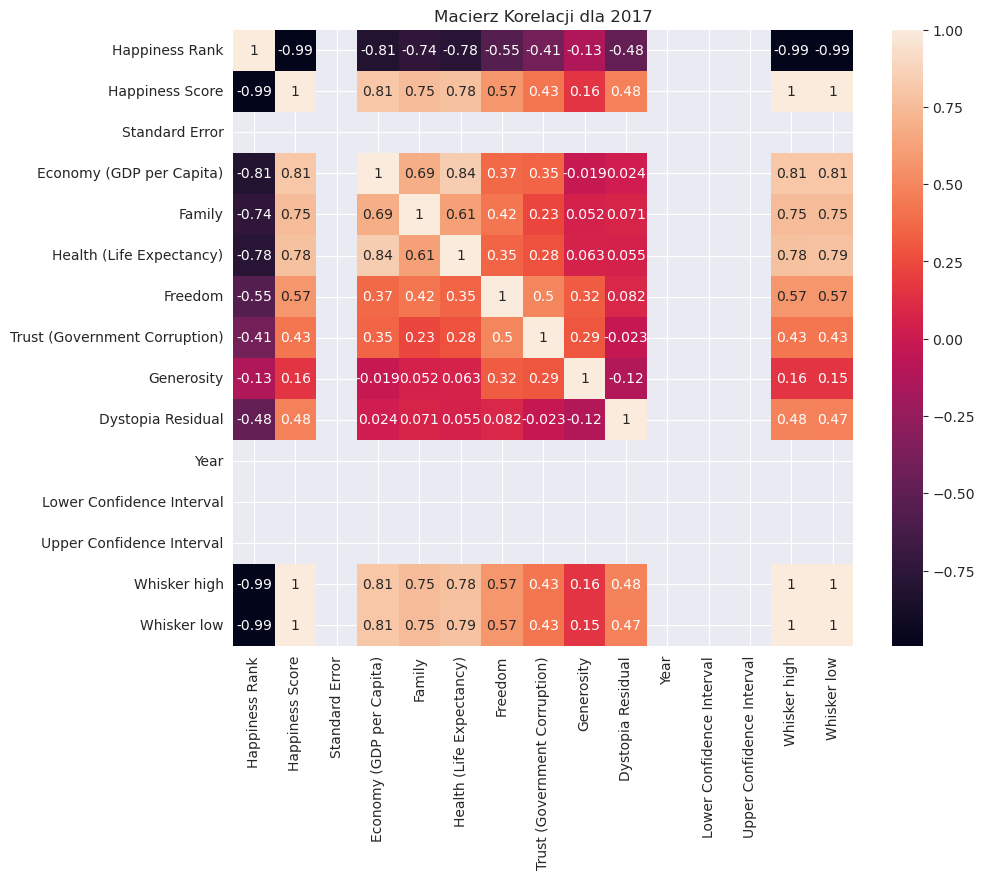 Macierz Korelacji dla 2017
Happiness Rank 1 -0.99 -0.81 -0.74 -0.78 -0.55 -0.41 -0.13 -0.48 -0.99 -0.99
Happiness Score -0.99 1 0.81 0.75 0.78 0.57 0.43 0.16 0.48 1 1
Standard Error
Economy (GDP per Capita) -0.81 0.81 1 0.69 0.84 0.37 0.35 -0.019 0.024 0.81 0.81
Family -0.74 0.75 0.69 1 0.61 0.42 0.23 0.052 0.071 0.75 0.75
Health (Life Expectancy) -0.78 0.78 0.84 0.61 1 0.35 0.28 0.063 0.055 0.78 0.79
Freedom -0.55 0.57 0.37 0.42 0.35 1 0.5 0.32 0.082 0.57 0.57
Trust (Government Corruption) -0.41 0.43 0.35 0.23 0.28 0.5 1 0.29 -0.023 0.43 0.43
Generosity -0.13 0.16 -0.019 0.052 0.063 0.32 0.29 1 -0.12 0.16 0.15
Dystopia Residual -0.48 0.48 0.024 0.071 0.055 0.082 -0.023 -0.12 1 0.48 0.47
Year
Lower Confidence Interval
Upper Confidence Interval
Whisker high -0.99 1 0.81 0.75 0.78 0.57 0.43 0.16 0.48 1 1
Whisker low -0.99 1 0.81 0.75 0.79 0.57 0.43 0.15 0.47 1 1
Happiness Rank
Happiness Score
Standard Error
Economy (GDP per Capita)
Family
Health (Life Expectancy)
Freedom
Trust (Government Corruption)
Generosity
Dystopia Residual
Year
Lower Confidence Interval
Upper Confidence Interval
Whisker high
Whisker low
1.00
0.75
0.50
0.25
0.00
−0.25
−0.50
−0.75